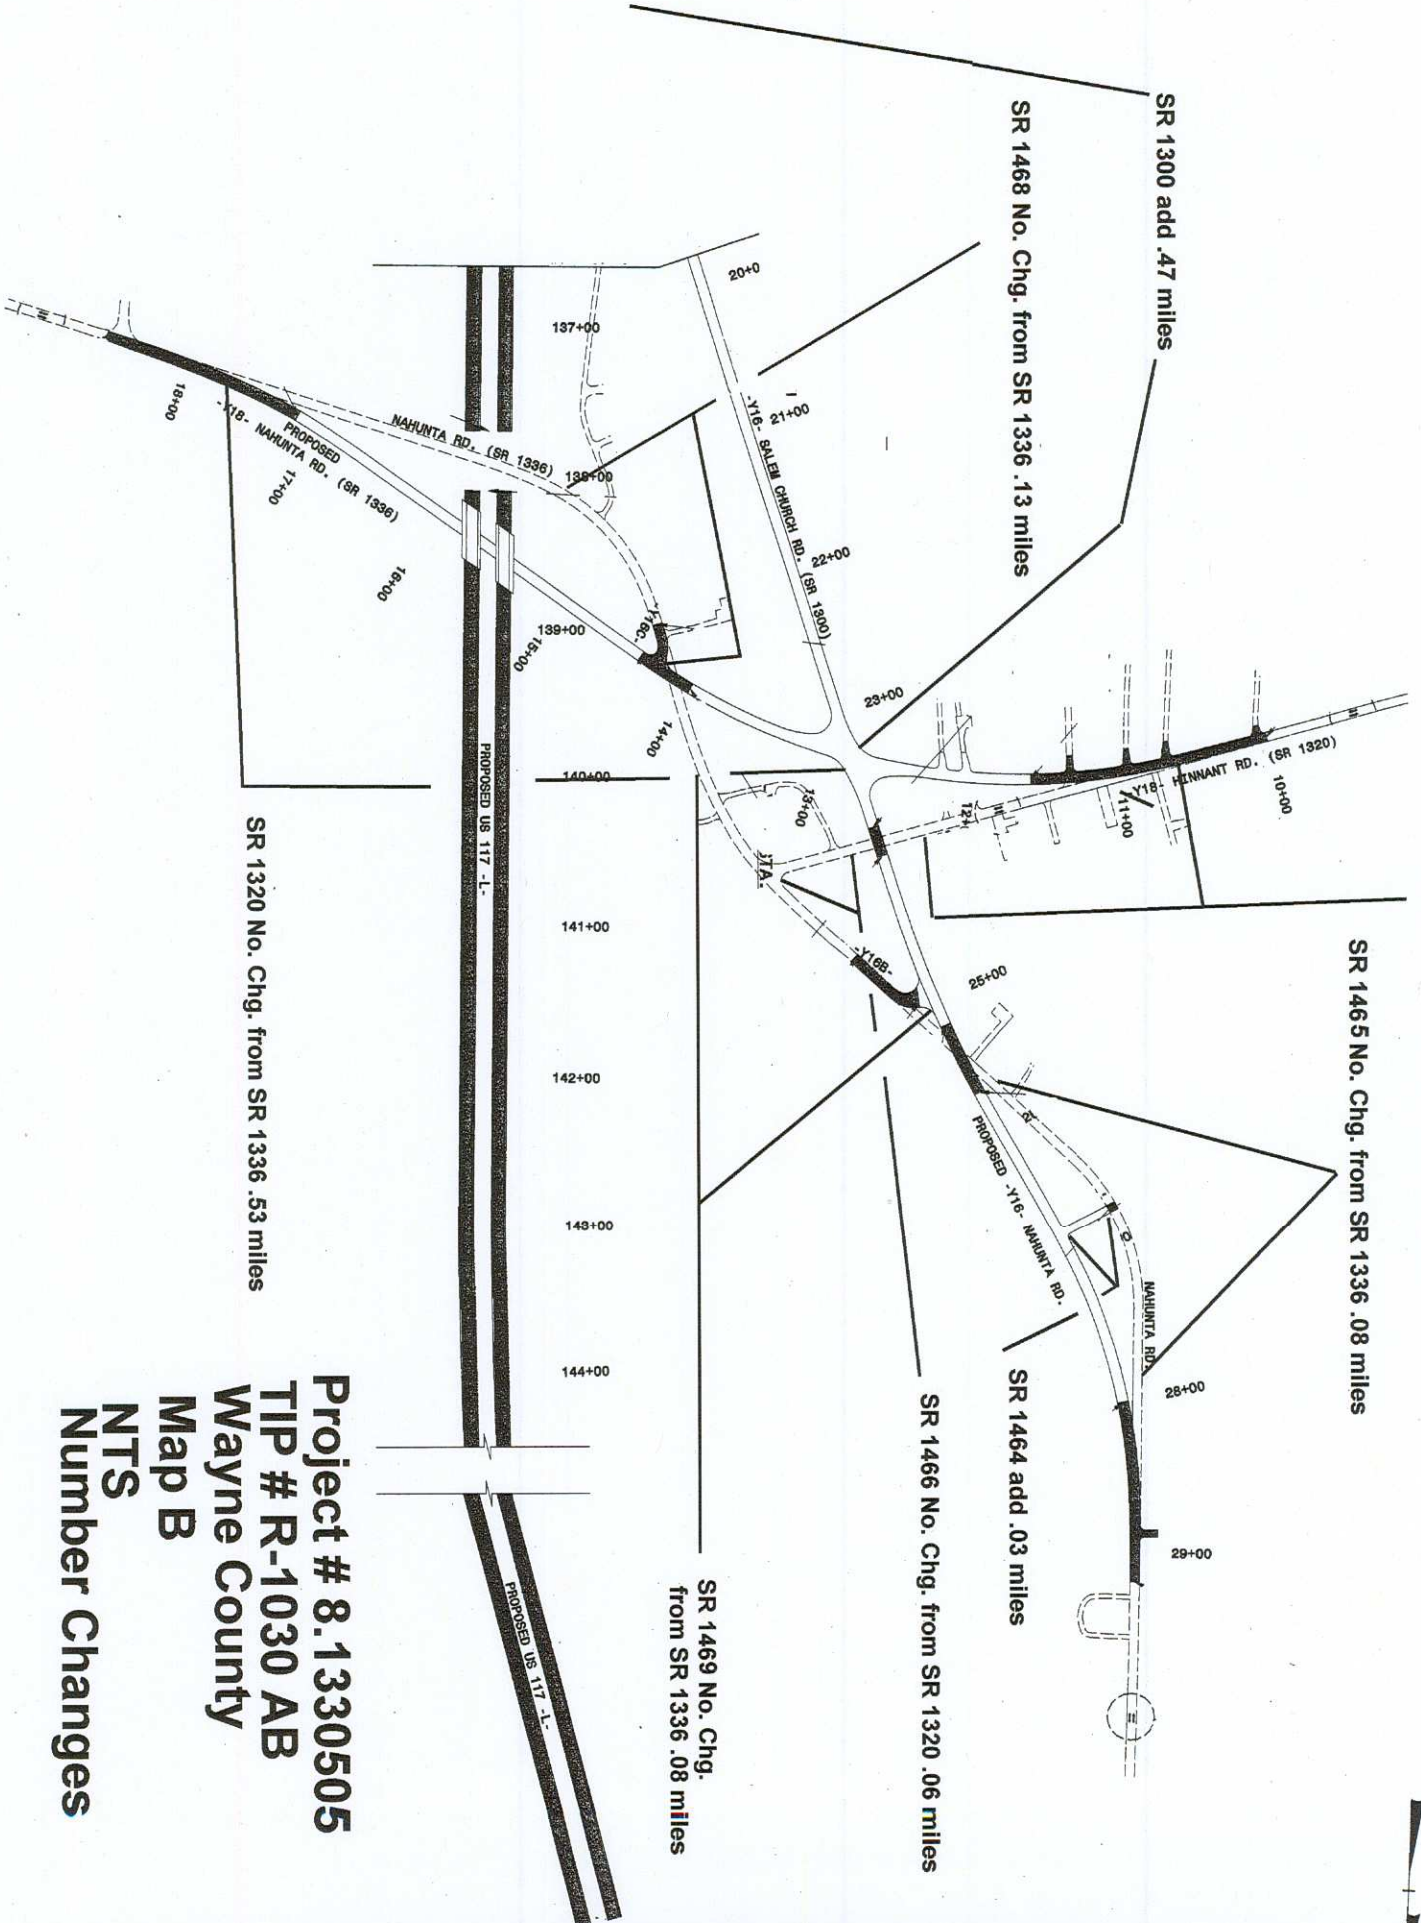 SR 1300 add .47 miles
SR 1468 No. Chg. from SR 1336 .13 miles
SR 1465 No. Chg. from SR 1336 .08 miles
SR 1464 add .03 miles
SR 1466 No. Chg. from SR 1320 .06 miles
SR 1469 No. Chg.
from SR 1336 .08 miles
SR 1320 No. Chg. from SR 1336 .53 miles
20+0
21+00
22+00
23+00
25+00
28+00
29+00
-Y16- SALEM CHURCH RD. (SR 1300)
-Y18- HINNANT RD. (SR 1320)
10+00
11+00
12+
13+00
14+00
15+00
16+00
17+00
18+00
NAHUNTA RD. (SR 1336)
PROPOSED
-Y18- NAHUNTA RD. (SR 1336)
-Y16B-
PROPOSED -Y16- NAHUNTA RD.
NAHUNTA RD.
137+00
138+00
139+00
140+00
141+00
142+00
143+00
144+00
PROPOSED US 117 -L-
PROPOSED US 117 -L-
Project # 8.1330505
TIP # R-1030 AB
Wayne County
Map B
NTS
Number Changes